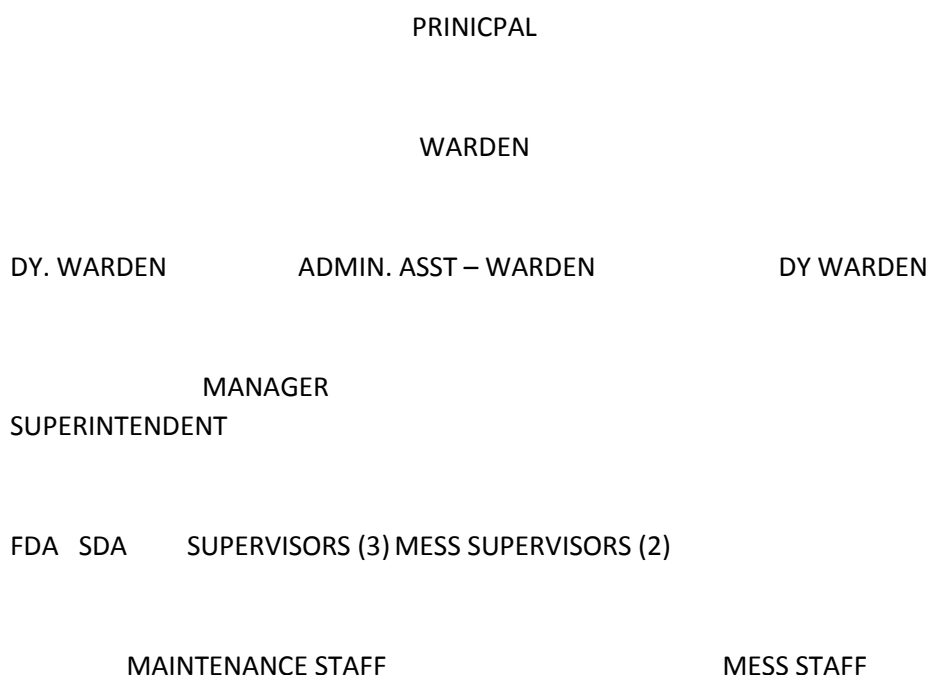 PRINICPAL
WARDEN
DY. WARDEN ADMIN. ASST – WARDEN DY WARDEN
MANAGER
SUPERINTENDENT
FDA SDA SUPERVISORS (3) MESS SUPERVISORS (2)
MAINTENANCE STAFF MESS STAFF